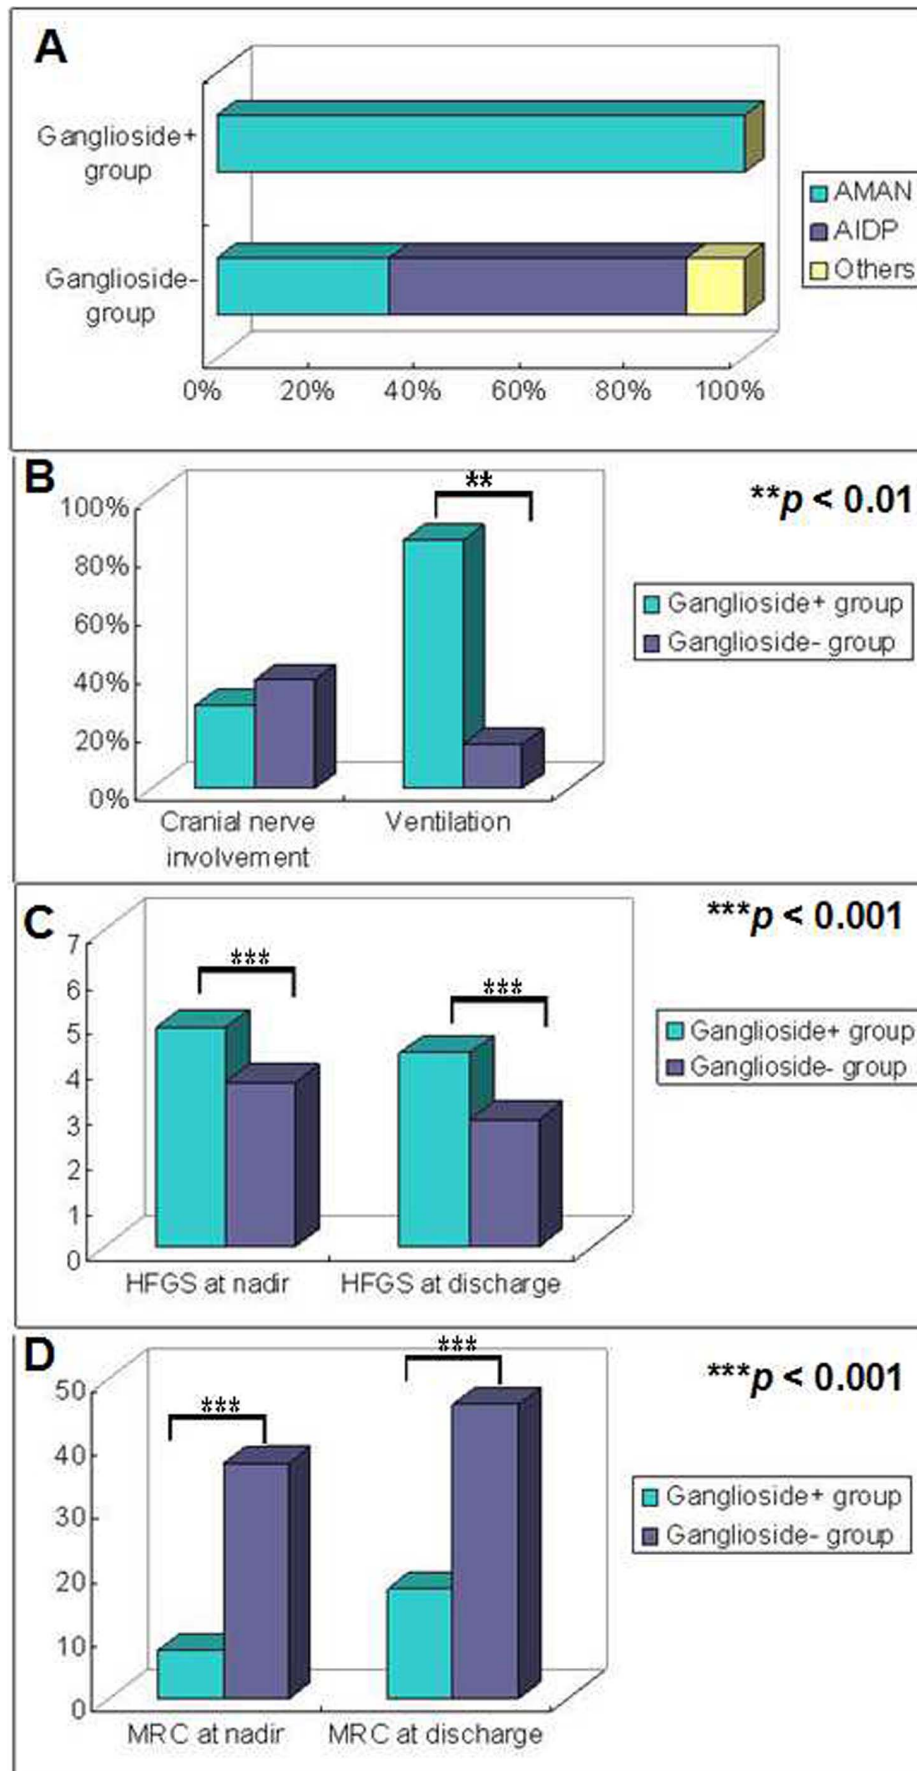 A
Ganglioside+
group
AMAN
AIDP
Others
Ganglioside-
group
0% 20% 40% 60% 80% 100%
B
**
**p < 0.01
100%
80%
60%
40%
20%
0%
Ganglioside+ group
Ganglioside- group
Cranial nerve
involvement
Ventilation
C
***p < 0.001
7
6
5
4
3
2
1
0
***
***
Ganglioside+ group
Ganglioside- group
HFGS at nadir HFGS at discharge
D
***
***p < 0.001
50
40
30
20
10
0
***
Ganglioside+ group
Ganglioside- group
MRC at nadir MRC at discharge